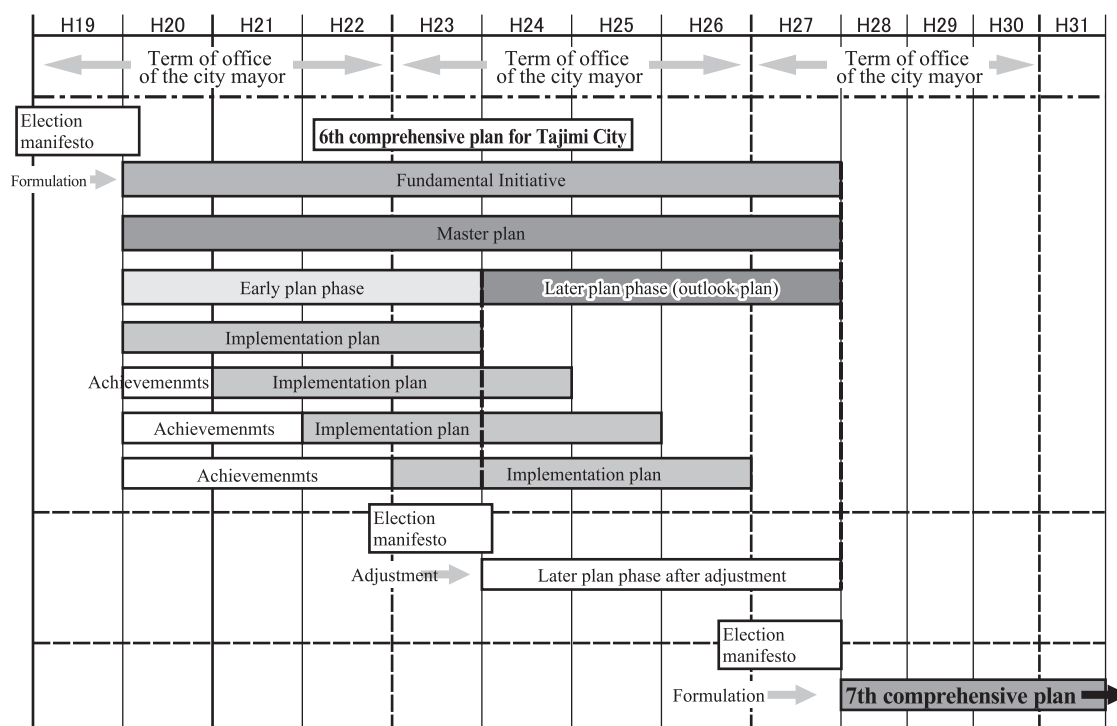 H19 H20 H21 H22 H23 H24 H25 H26 H27 H28 H29 H30 H31
Term of office
of the city mayor
Term of office
of the city mayor
Term of office
of the city mayor
Election
manifesto
6th comprehensive plan for Tajimi City
Formulation
Fundamental Initiative
Master plan
Early plan phase
Later plan phase (outlook plan)
Implementation plan
Achievemenmts
Implementation plan
Achievemenmts
Implementation plan
Achievemenmts
Implementation plan
Election
manifesto
Adjustment
Later plan phase after adjustment
Election
manifesto
Formulation
7th comprehensive plan